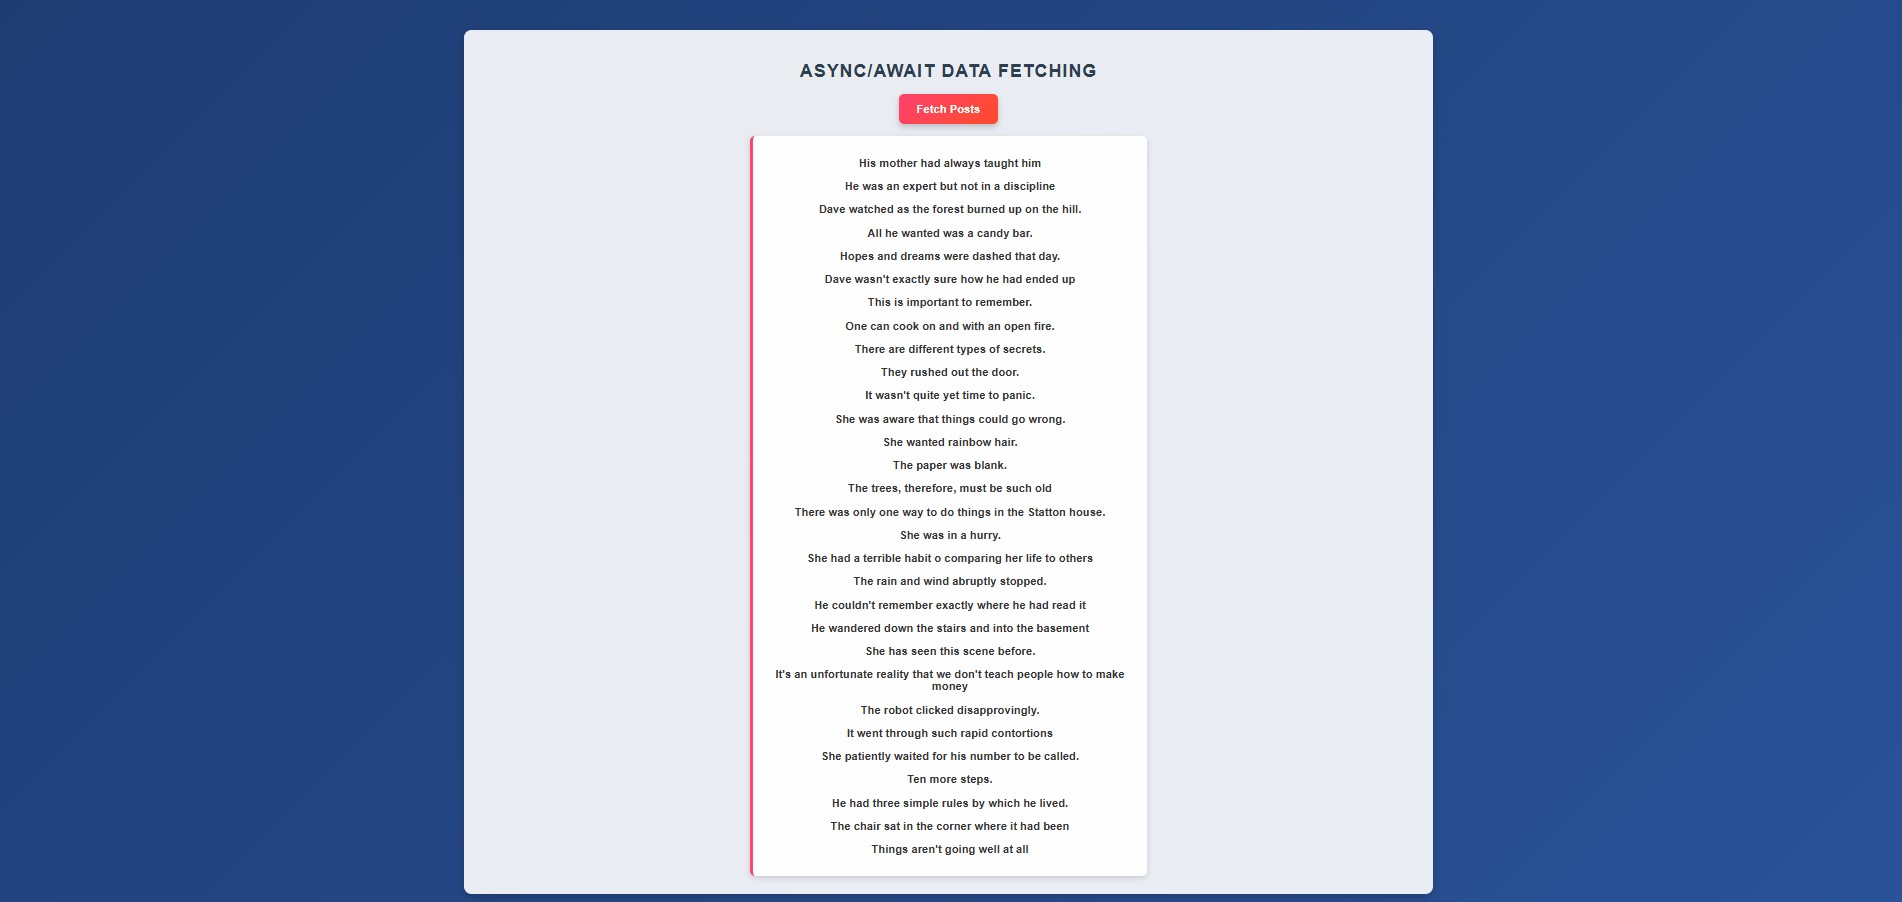 ASYNC/AWAIT DATA FETCHING
Fetch Posts
His mother had always taught him
He was an expert but not in a discipline
Dave watched as the forest burned up on the hill.
All he wanted was a candy bar.
Hopes and dreams were dashed that day.
Dave wasn't exactly sure how he had ended up
This is important to remember.
One can cook on and with an open fire.
There are different types of secrets.
They rushed out the door.
It wasn't quite yet time to panic.
She was aware that things could go wrong.
She wanted rainbow hair.
The paper was blank.
The trees, therefore, must be such old
There was only one way to do things in the Statton house.
She was in a hurry.
She had a terrible habit o comparing her life to others
The rain and wind abruptly stopped.
He couldn't remember exactly where he had read it
He wandered down the stairs and into the basement
She has seen this scene before.
It's an unfortunate reality that we don't teach people how to make
money
The robot clicked disapprovingly.
It went through such rapid contortions
She patiently waited for his number to be called.
Ten more steps.
He had three simple rules by which he lived.
The chair sat in the corner where it had been
Things aren't going well at all